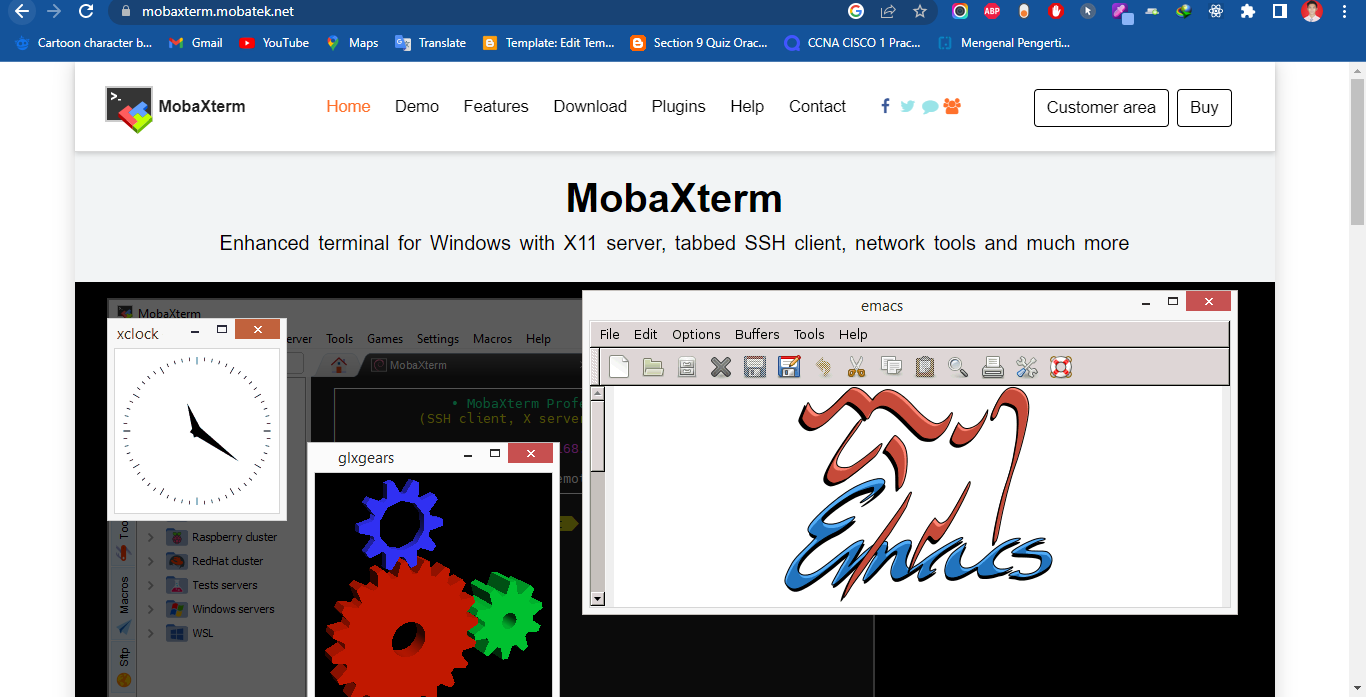 mobaxterm.mobatek.net
ABP
Cartoon character b... Gmail YouTube Maps Translate Template: Edit Tem... Section 9 Quiz Orac... CCNA CISCO 1 Prac... Mengenal Pengerti...
MobaXterm Home Demo Features Download Plugins Help Contact Customer area Buy
MobaXterm
Enhanced terminal for Windows with X11 server, tabbed SSH client, network tools and much more
MobaXterm
erver Tools Games Settings Macros Help
MobaXterm
• MobaXterm Profe
(SSH client, X server
.168
emot
xclock
glxgears
emacs
File Edit Options Buffers Tools Help
Emacs
Too
Macros
Sftp
Raspberry cluster
RedHat cluster
Tests servers
Windows servers
WSL